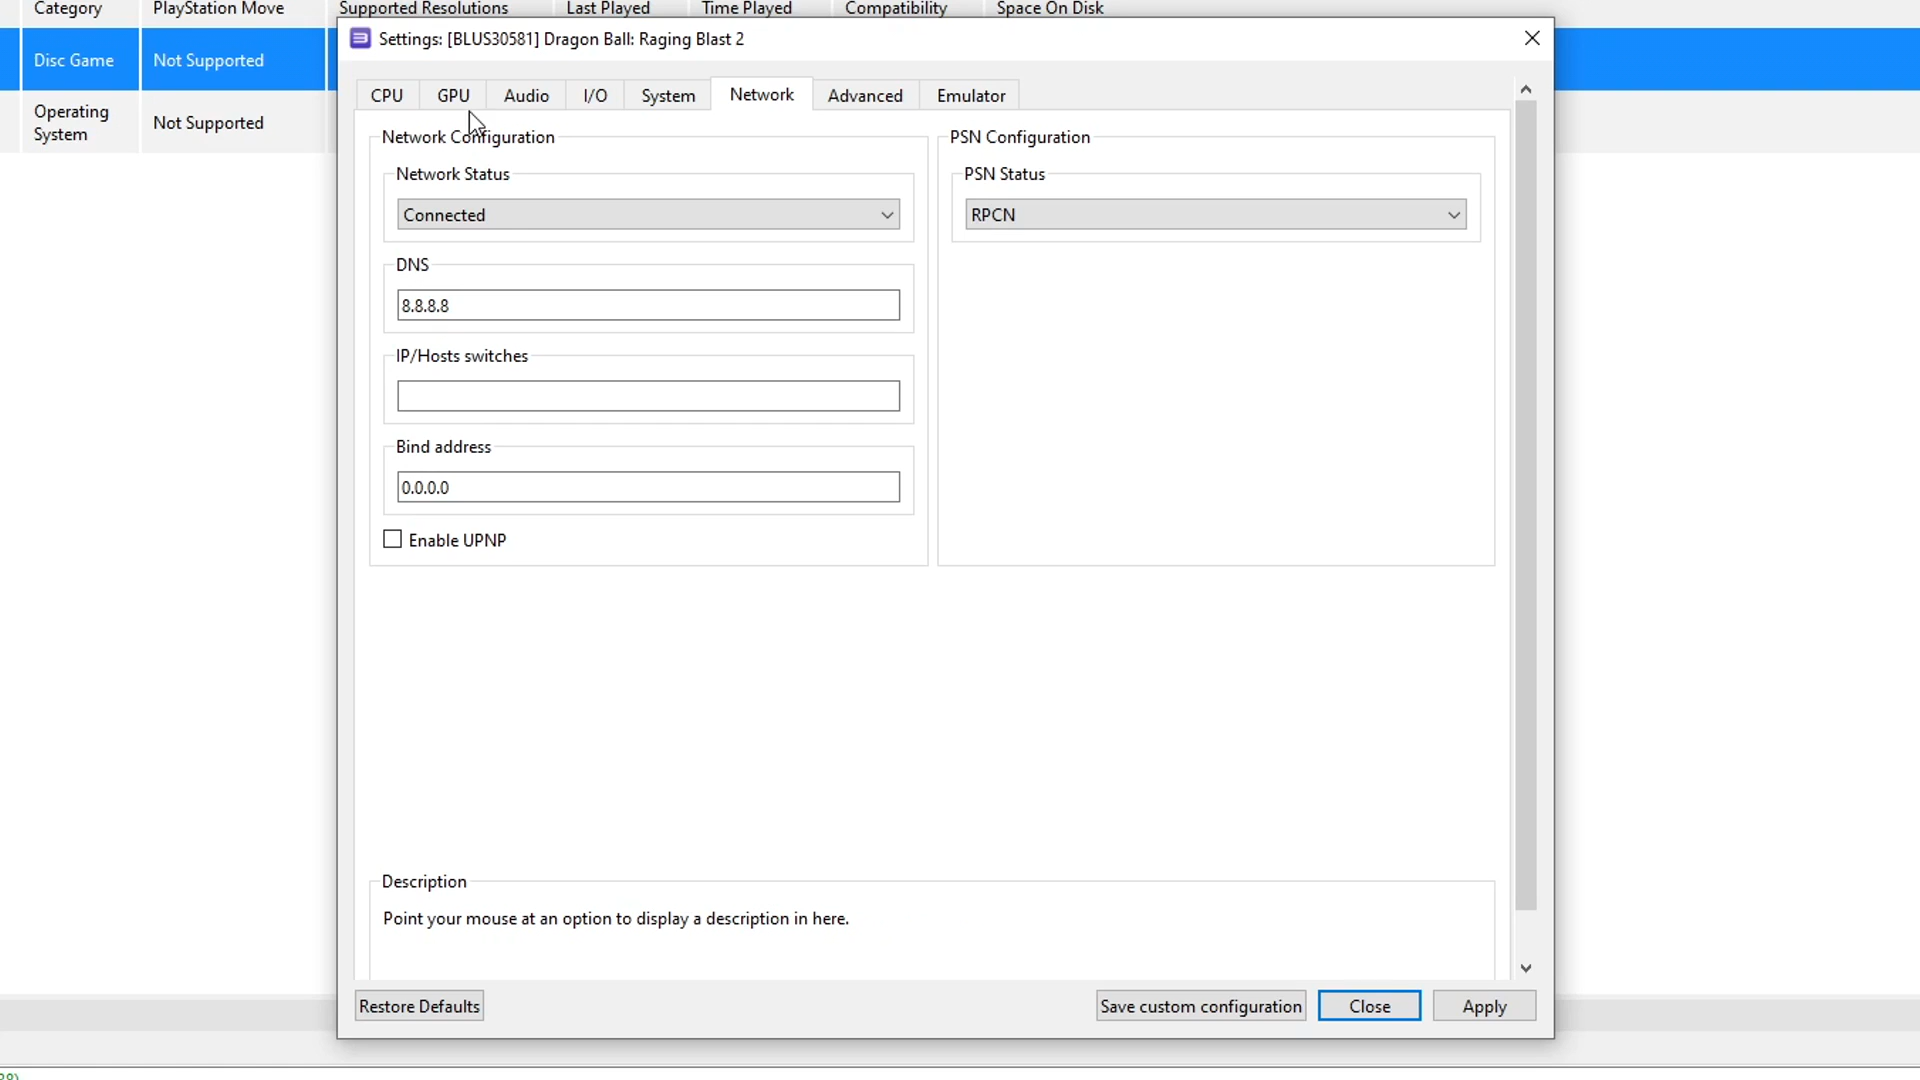 Category PlayStation Move Supported Resolutions Last Played Time Played Compatibility Space On Disk
Disc Game Not Supported
Operating System Not Supported
Settings: [BLUS30581] Dragon Ball: Raging Blast 2
CPU GPU Audio I/O System Network Advanced Emulator
Network Configuration
Network Status
Connected
DNS
8.8.8.8
IP/Hosts switches
Bind address
0.0.0.0
Enable UPNP
PSN Configuration
PSN Status
RPCN
Description
Point your mouse at an option to display a description in here.
Restore Defaults Save custom configuration Close Apply